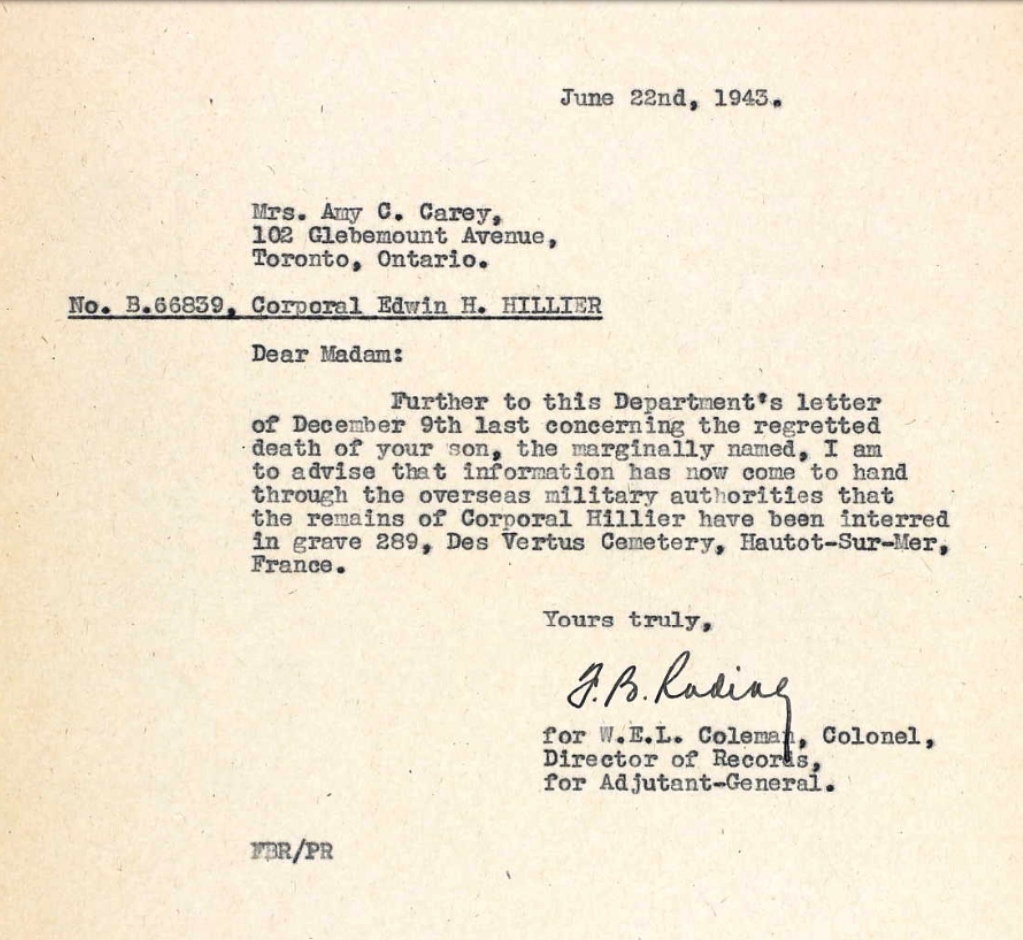 June 22nd, 1943.
Mrs. Amy C. Carey,
102 Glebemount Avenue,
Toronto, Ontario.
No. B.66839, Corporal Edwin H. HILLIER
Dear Madam:
Further to this Department's letter
of December 9th last concerning the regretted
death of your son, the marginally named, I am
to advise that information has now come to hand
through the overseas military authorities that
the remains of Corporal Hillier have been interred
in grave 289, Des Vertus Cemetery, Hautot-Sur-Mer,
France.
Yours truly,
F. B.
for W.E.L. Coleman, Colonel,
Director of Records,
for Adjutant-General.
FBR/PR